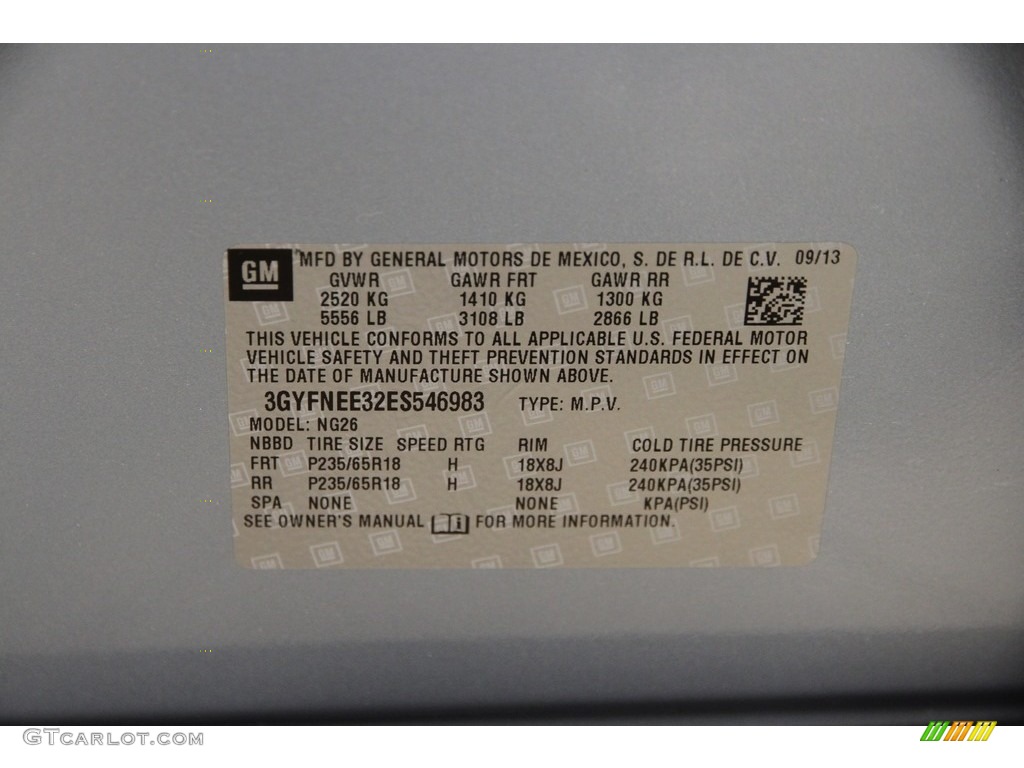 GM MFD BY GENERAL MOTORS DE MEXICO, S. DE R.L. DE C.V. 09/13
GVWR GAWR FRT GAWR RR
2520 KG 1410 KG 1300 KG
5556 LB 3108 LB 2866 LB
THIS VEHICLE CONFORMS TO ALL APPLICABLE U.S. FEDERAL MOTOR
VEHICLE SAFETY AND THEFT PREVENTION STANDARDS IN EFFECT ON
THE DATE OF MANUFACTURE SHOWN ABOVE.
3GYFNEE32ES546983 TYPE: M.P.V.
MODEL: NG26
NBBD TIRE SIZE SPEED RTG RIM COLD TIRE PRESSURE
FRT P235/65R18 H 18X8J 240KPA(35PSI)
RR P235/65R18 H 18X8J 240KPA(35PSI)
SPA NONE NONE KPA(PSI)
SEE OWNER'S MANUAL i FOR MORE INFORMATION.
GTCarlot.com